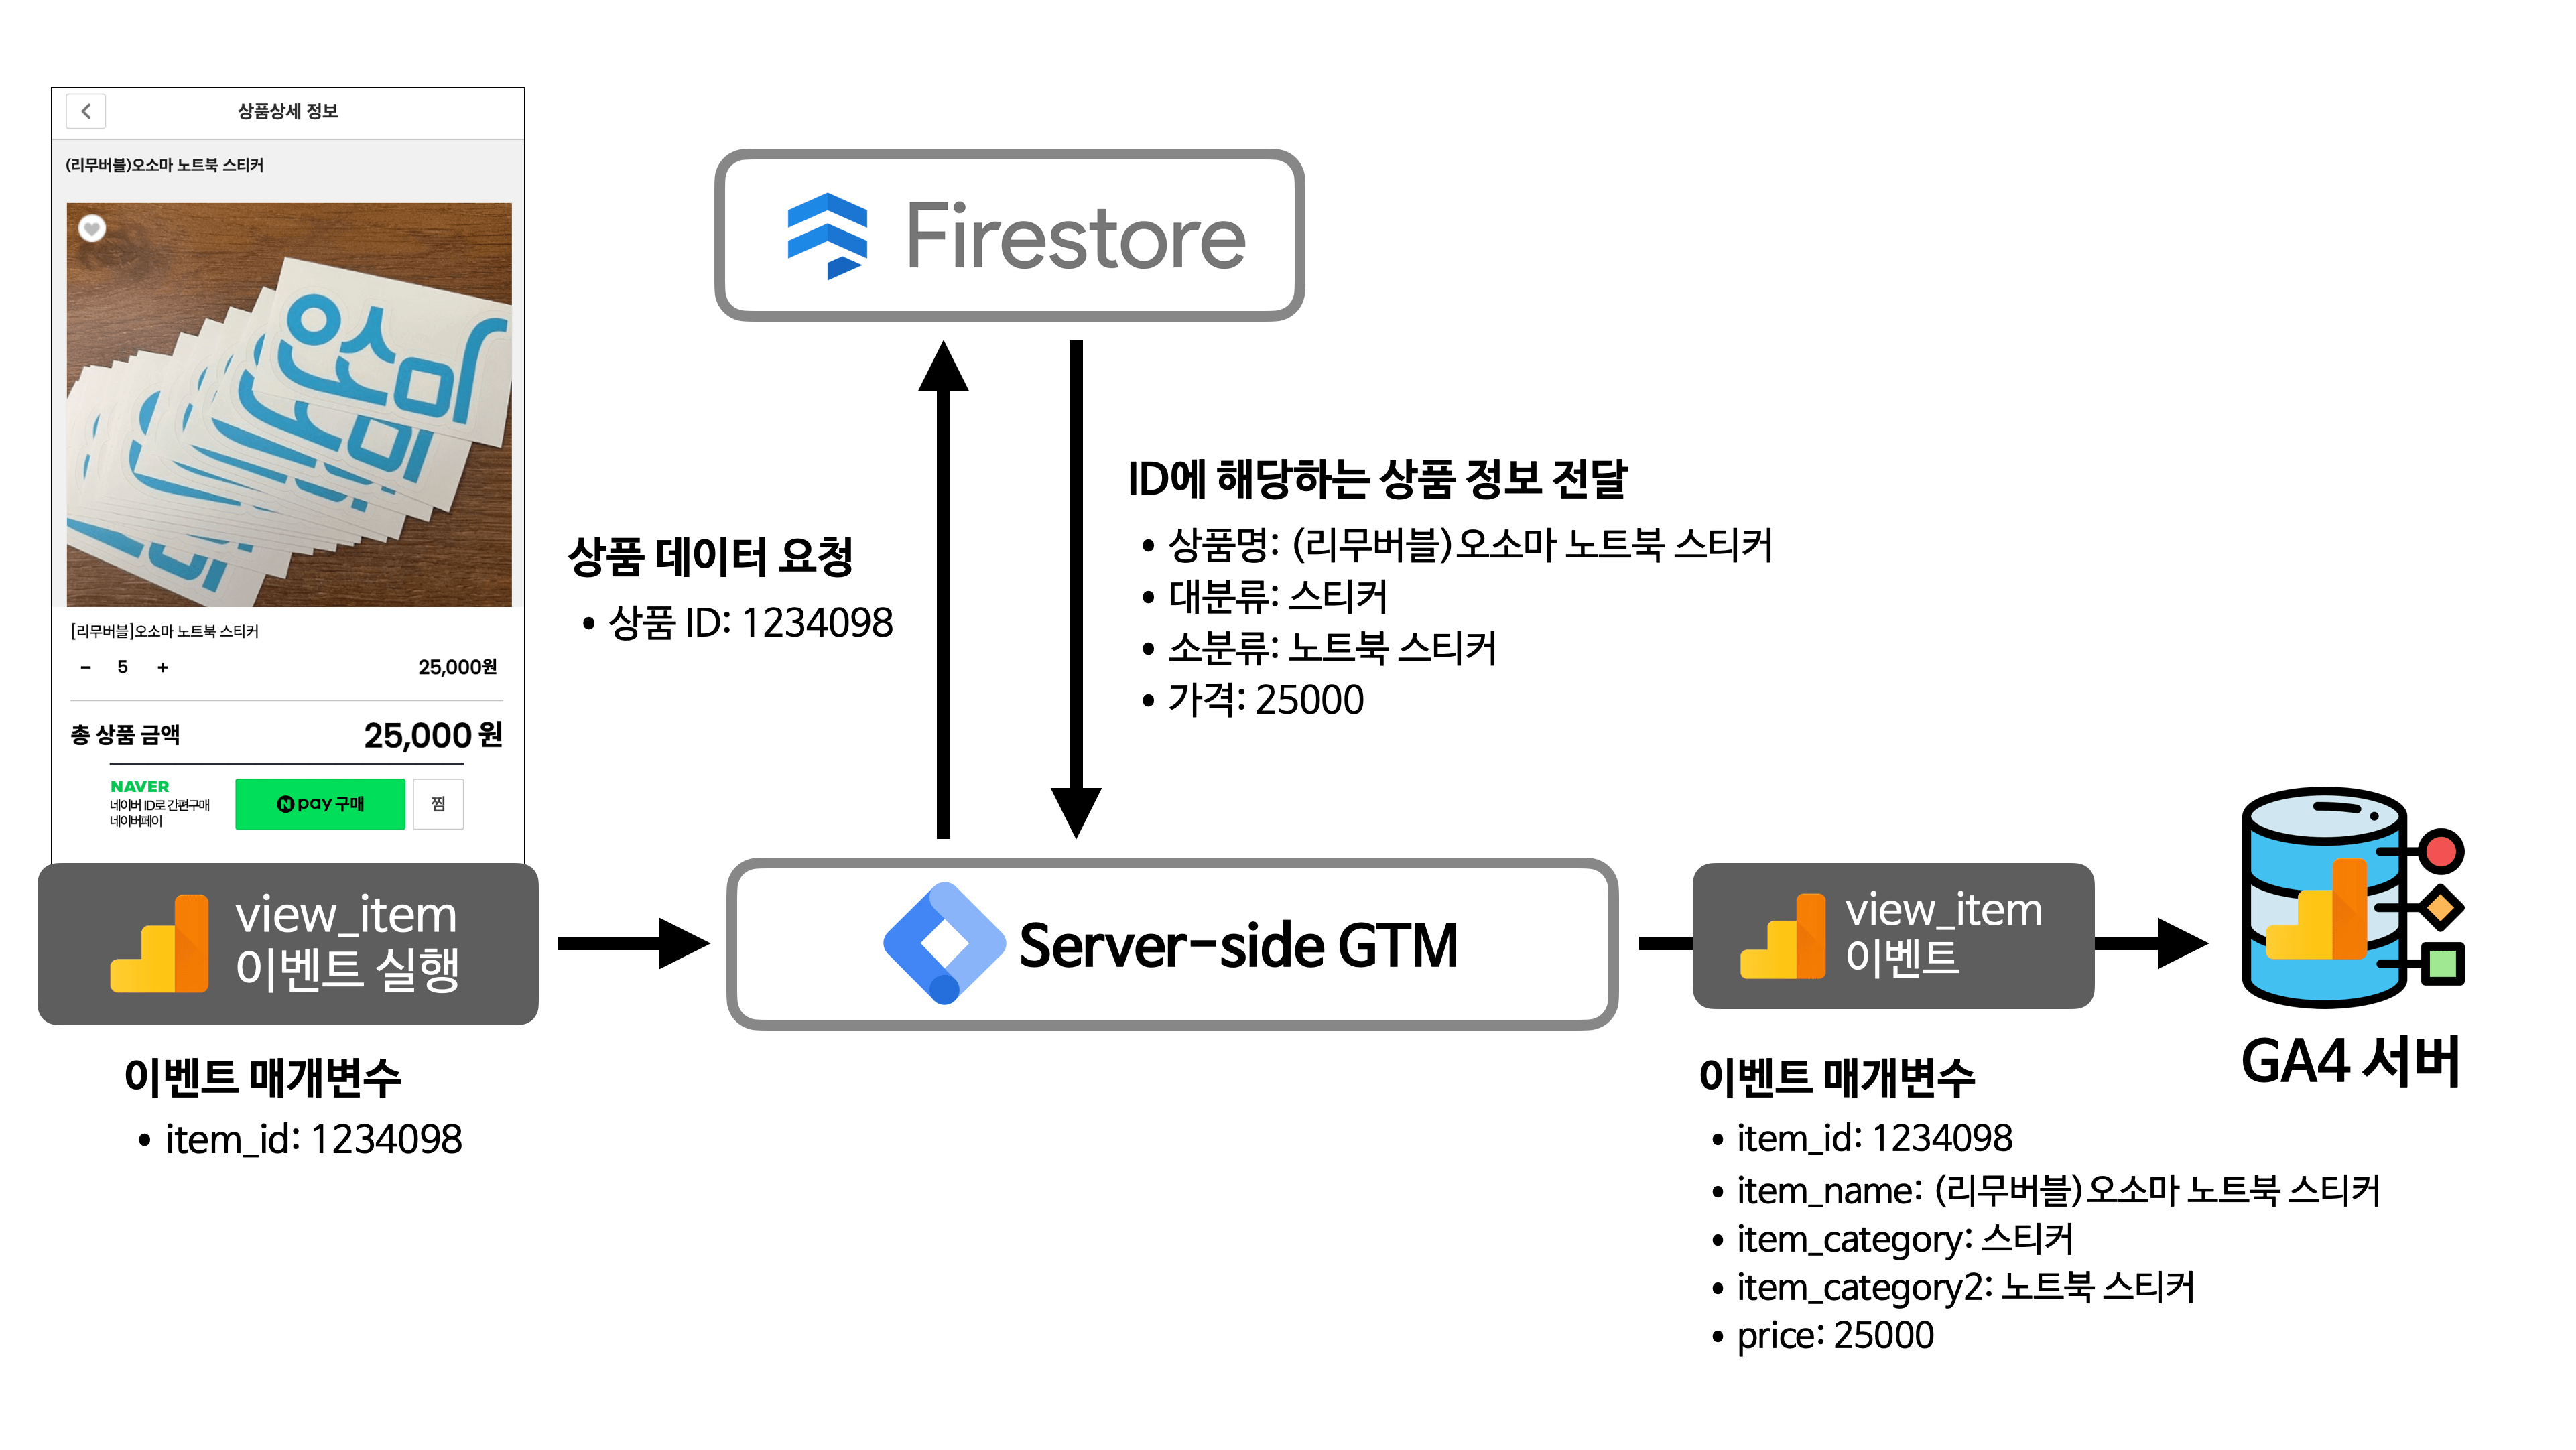 상품상세 정보
(리무버블)오소마 노트북 스티커
오소마
[리무버블]오소마 노트북 스티커
- 5 +
25,000원
총 상품 금액
25,000 원
NAVER
네이버 ID로 간편구매
네이버페이
N pay 구매
찜
view_item
이벤트 실행
이벤트 매개변수
• item_id: 1234098
Firestore
상품 데이터 요청
• 상품 ID: 1234098
ID에 해당하는 상품 정보 전달
• 상품명: (리무버블)오소마 노트북 스티커
• 대분류: 스티커
• 소분류: 노트북 스티커
• 가격: 25000
Server-side GTM
view_item
이벤트
이벤트 매개변수
• item_id: 1234098
• item_name: (리무버블)오소마 노트북 스티커
• item_category: 스티커
• item_category2: 노트북 스티커
• price: 25000
GA4 서버